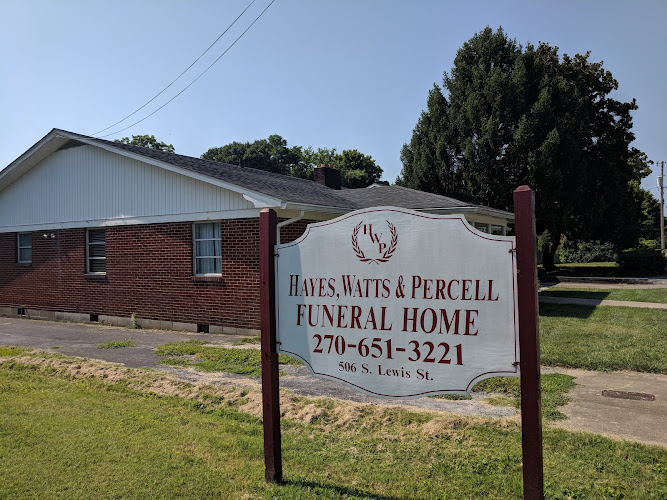 HWP
HAYES, WATTS & PERCELL
FUNERAL HOME
270-651-3221
506 S. LEWIS ST.